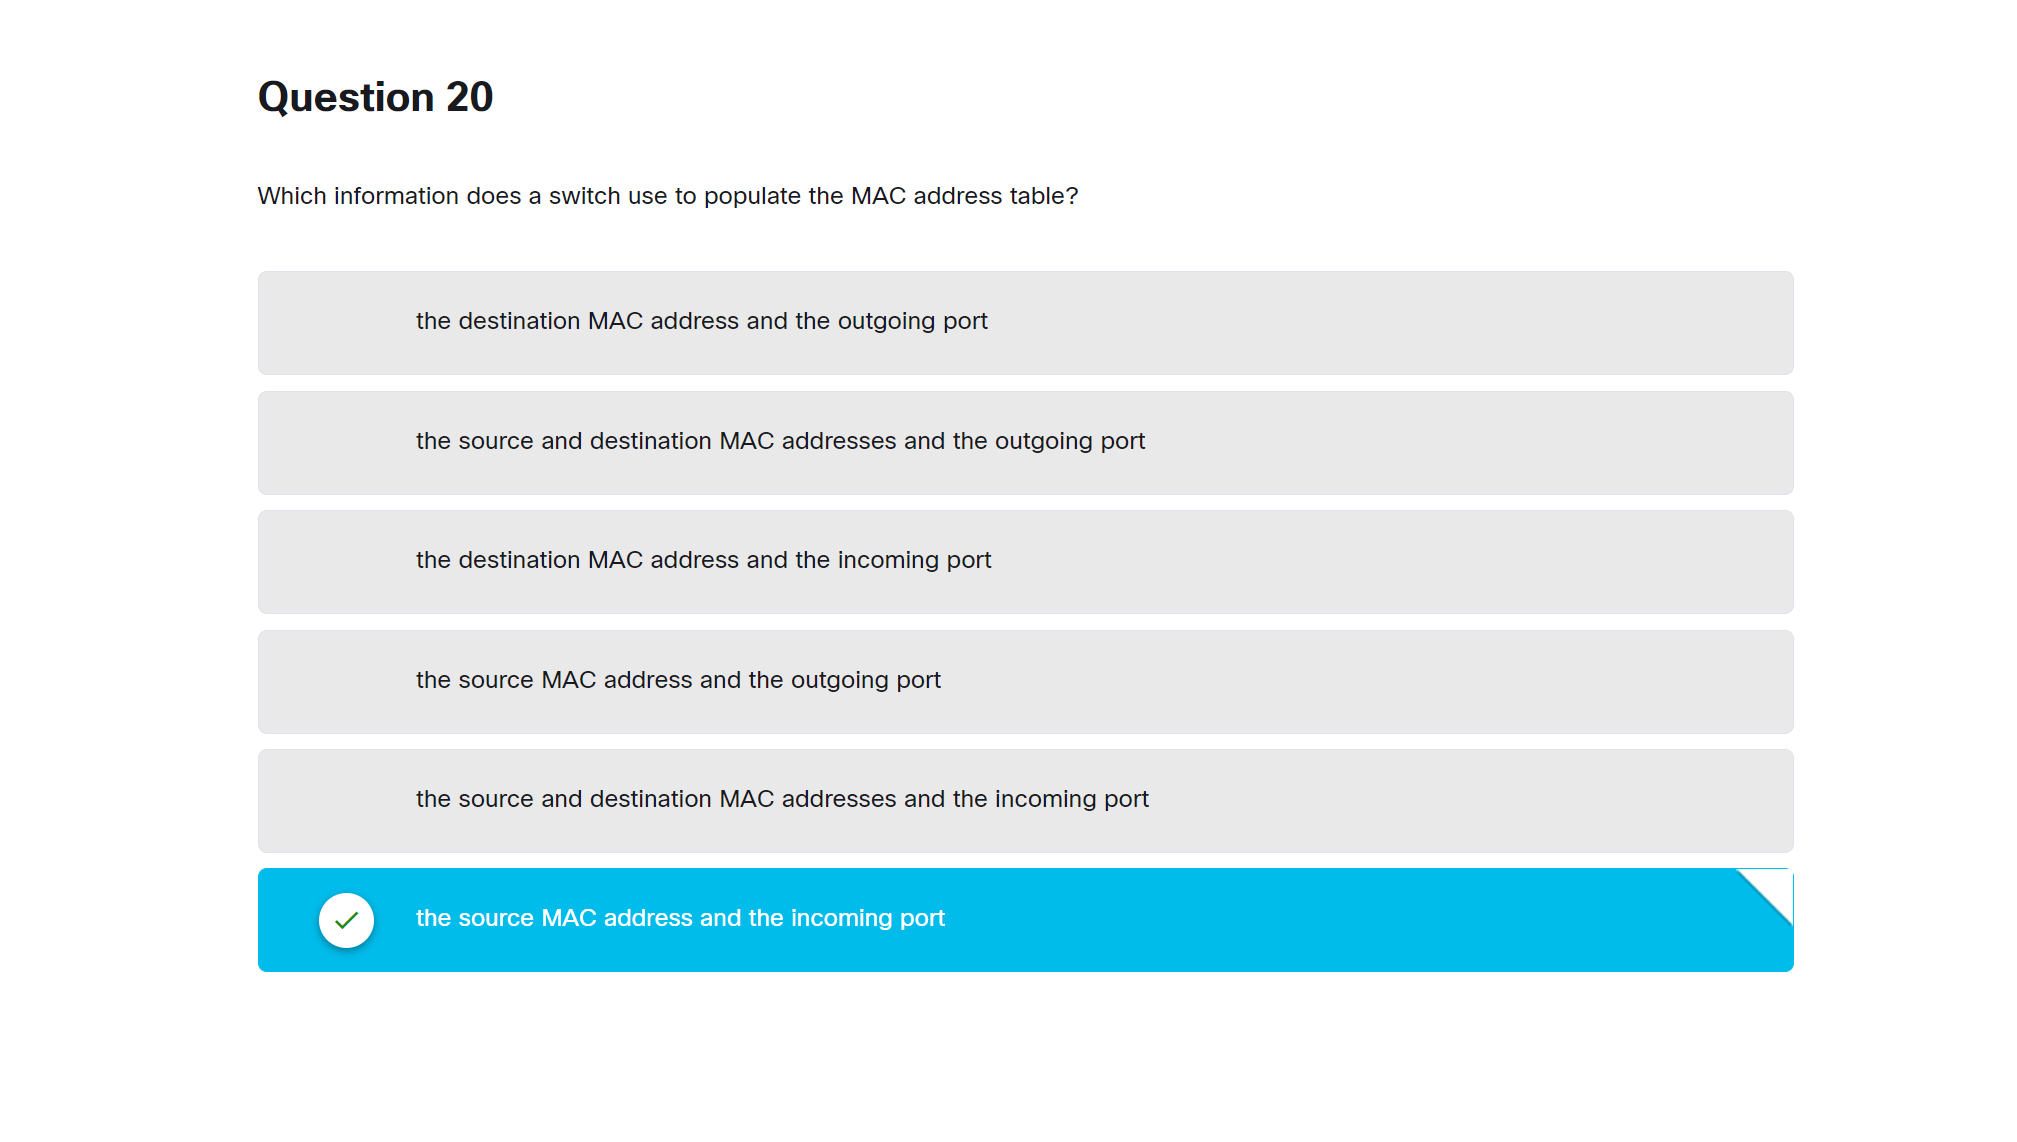 Question 20
Which information does a switch use to populate the MAC address table?
the destination MAC address and the outgoing port
the source and destination MAC addresses and the outgoing port
the destination MAC address and the incoming port
the source MAC address and the outgoing port
the source and destination MAC addresses and the incoming port
the source MAC address and the incoming port